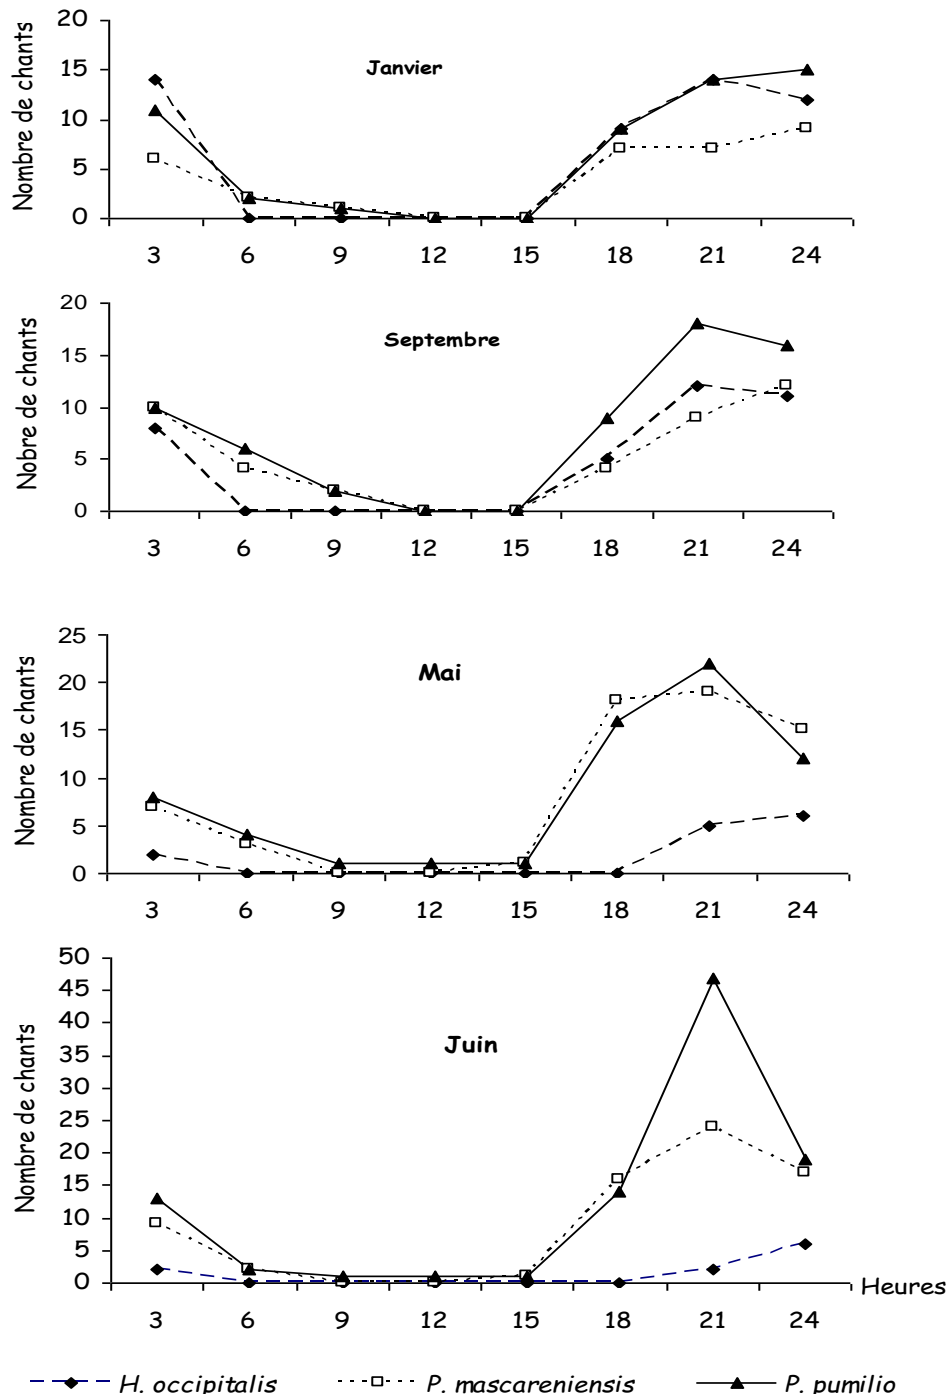 Janvier
Nombre de chants
20
15
10
5
0
3 6 9 12 15 18 21 24
Septembre
Nobre de chants
20
15
10
5
0
3 6 9 12 15 18 21 24
Mai
Nombre de chants
25
20
15
10
5
0
3 6 9 12 15 18 21 24
Juin
Nombre de chants
50
45
40
35
30
25
20
15
10
5
0
Heures
3 6 9 12 15 18 21 24
H. occipitalis P. mascareniensis P. pumilio